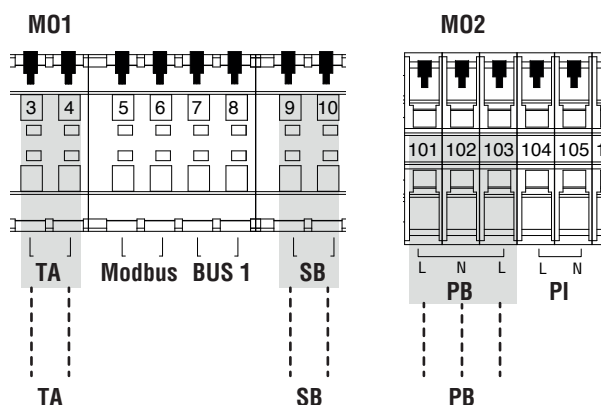 MO1 MO2
3 4 5 6 7 8 9 10
101 102 103 104 105 1
L N L L N
TA Modbus BUS 1 SB PB PI
TA SB PB